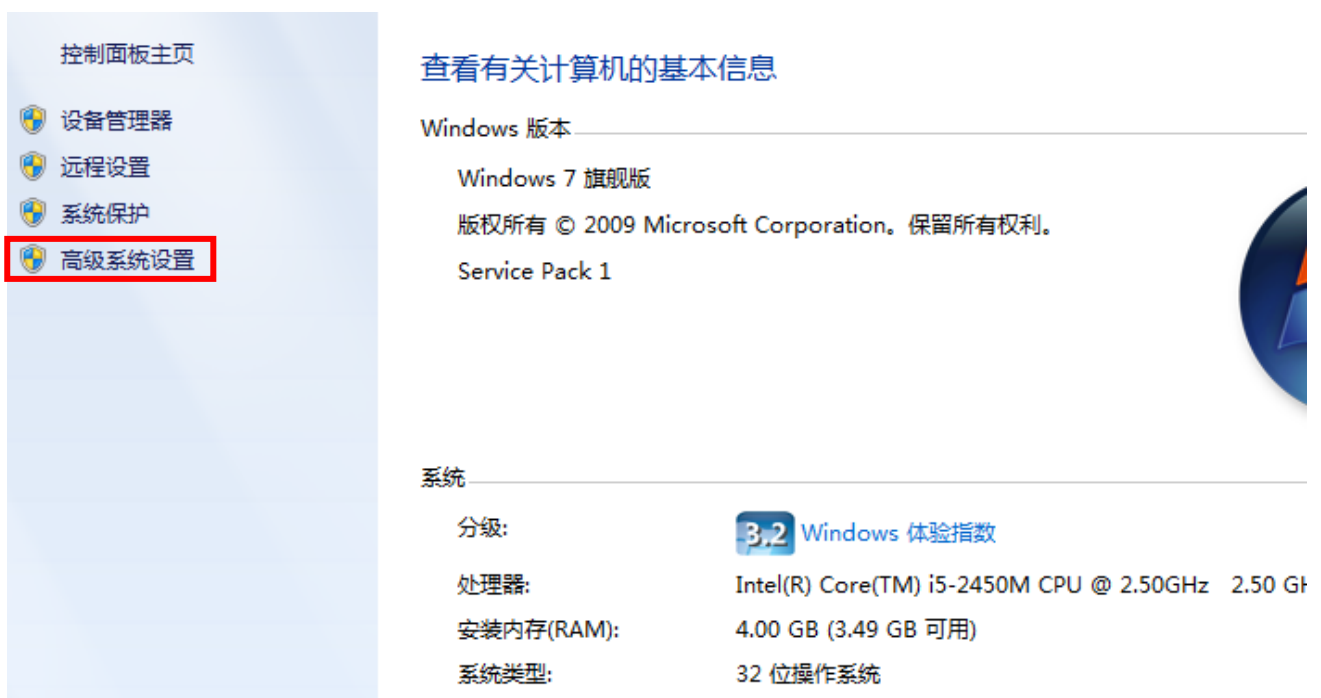 控制面板主页
设备管理器
远程设置
系统保护
高级系统设置
查看有关计算机的基本信息
Windows 版本
Windows 7 旗舰版
版权所有 © 2009 Microsoft Corporation。保留所有权利。
Service Pack 1
系统
分级: 3.2 Windows 体验指数
处理器: Intel(R) Core(TM) i5-2450M CPU @ 2.50GHz 2.50 GH
安装内存(RAM): 4.00 GB (3.49 GB 可用)
系统类型: 32 位操作系统